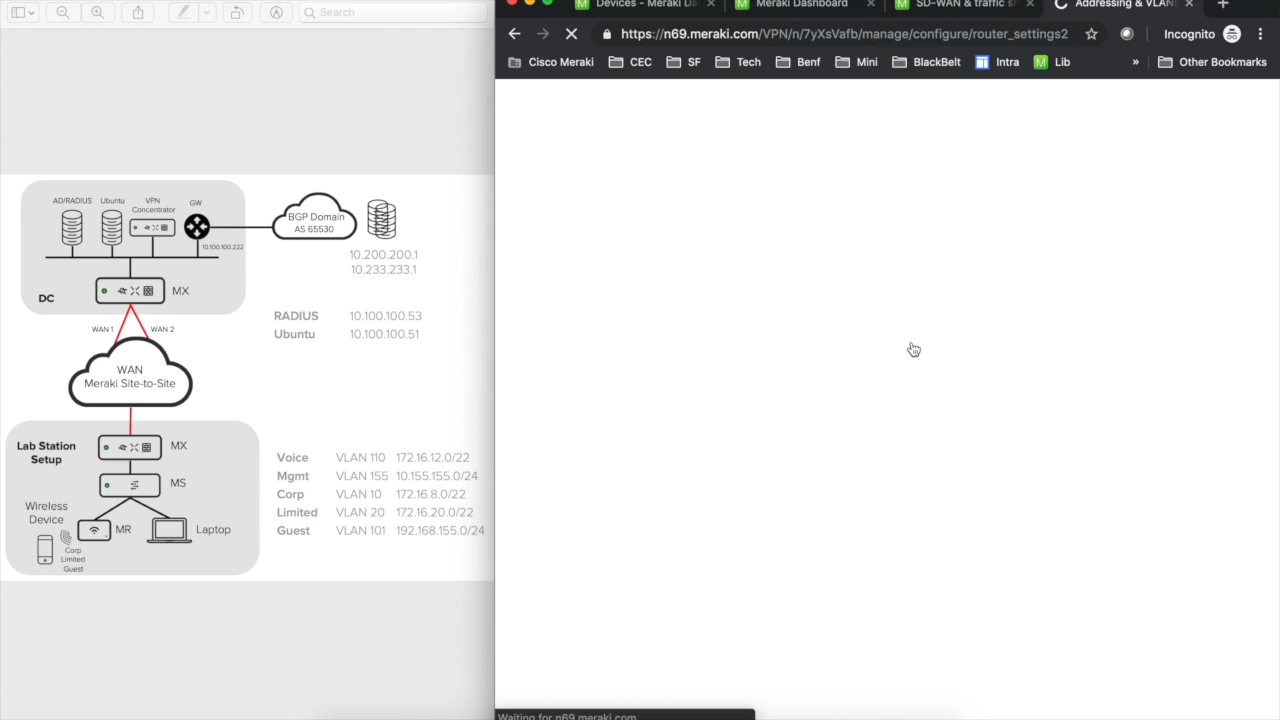 Search
Devices - Meraki Da
Meraki Dashboard
SD-WAN & traffic s
Addressing & VLANs
https://n69.meraki.com/VPN/n/7yXsVafb/manage/configure/router_settings2
Incognito
Cisco Meraki
CEC
SF
Tech
Benf
Mini
BlackBelt
Intra
Lib
»
Other Bookmarks
AD/RADIUS
Ubuntu
VPN
Concentrator
GW
BGP Domain
AS 65530
10.100.100.222
10.200.200.1
10.233.233.1
DC
MX
RADIUS 10.100.100.53
Ubuntu 10.100.100.51
WAN 1
WAN 2
WAN
Meraki Site-to-Site
Lab Station
Setup
MX
MS
Wireless
Device
MR
Laptop
Corp
Limited
Guest
Voice VLAN 110 172.16.12.0/22
Mgmt VLAN 155 10.155.155.0/24
Corp VLAN 10 172.16.8.0/22
Limited VLAN 20 172.16.20.0/22
Guest VLAN 101 192.168.155.0/24
Waiting for n69.meraki.com